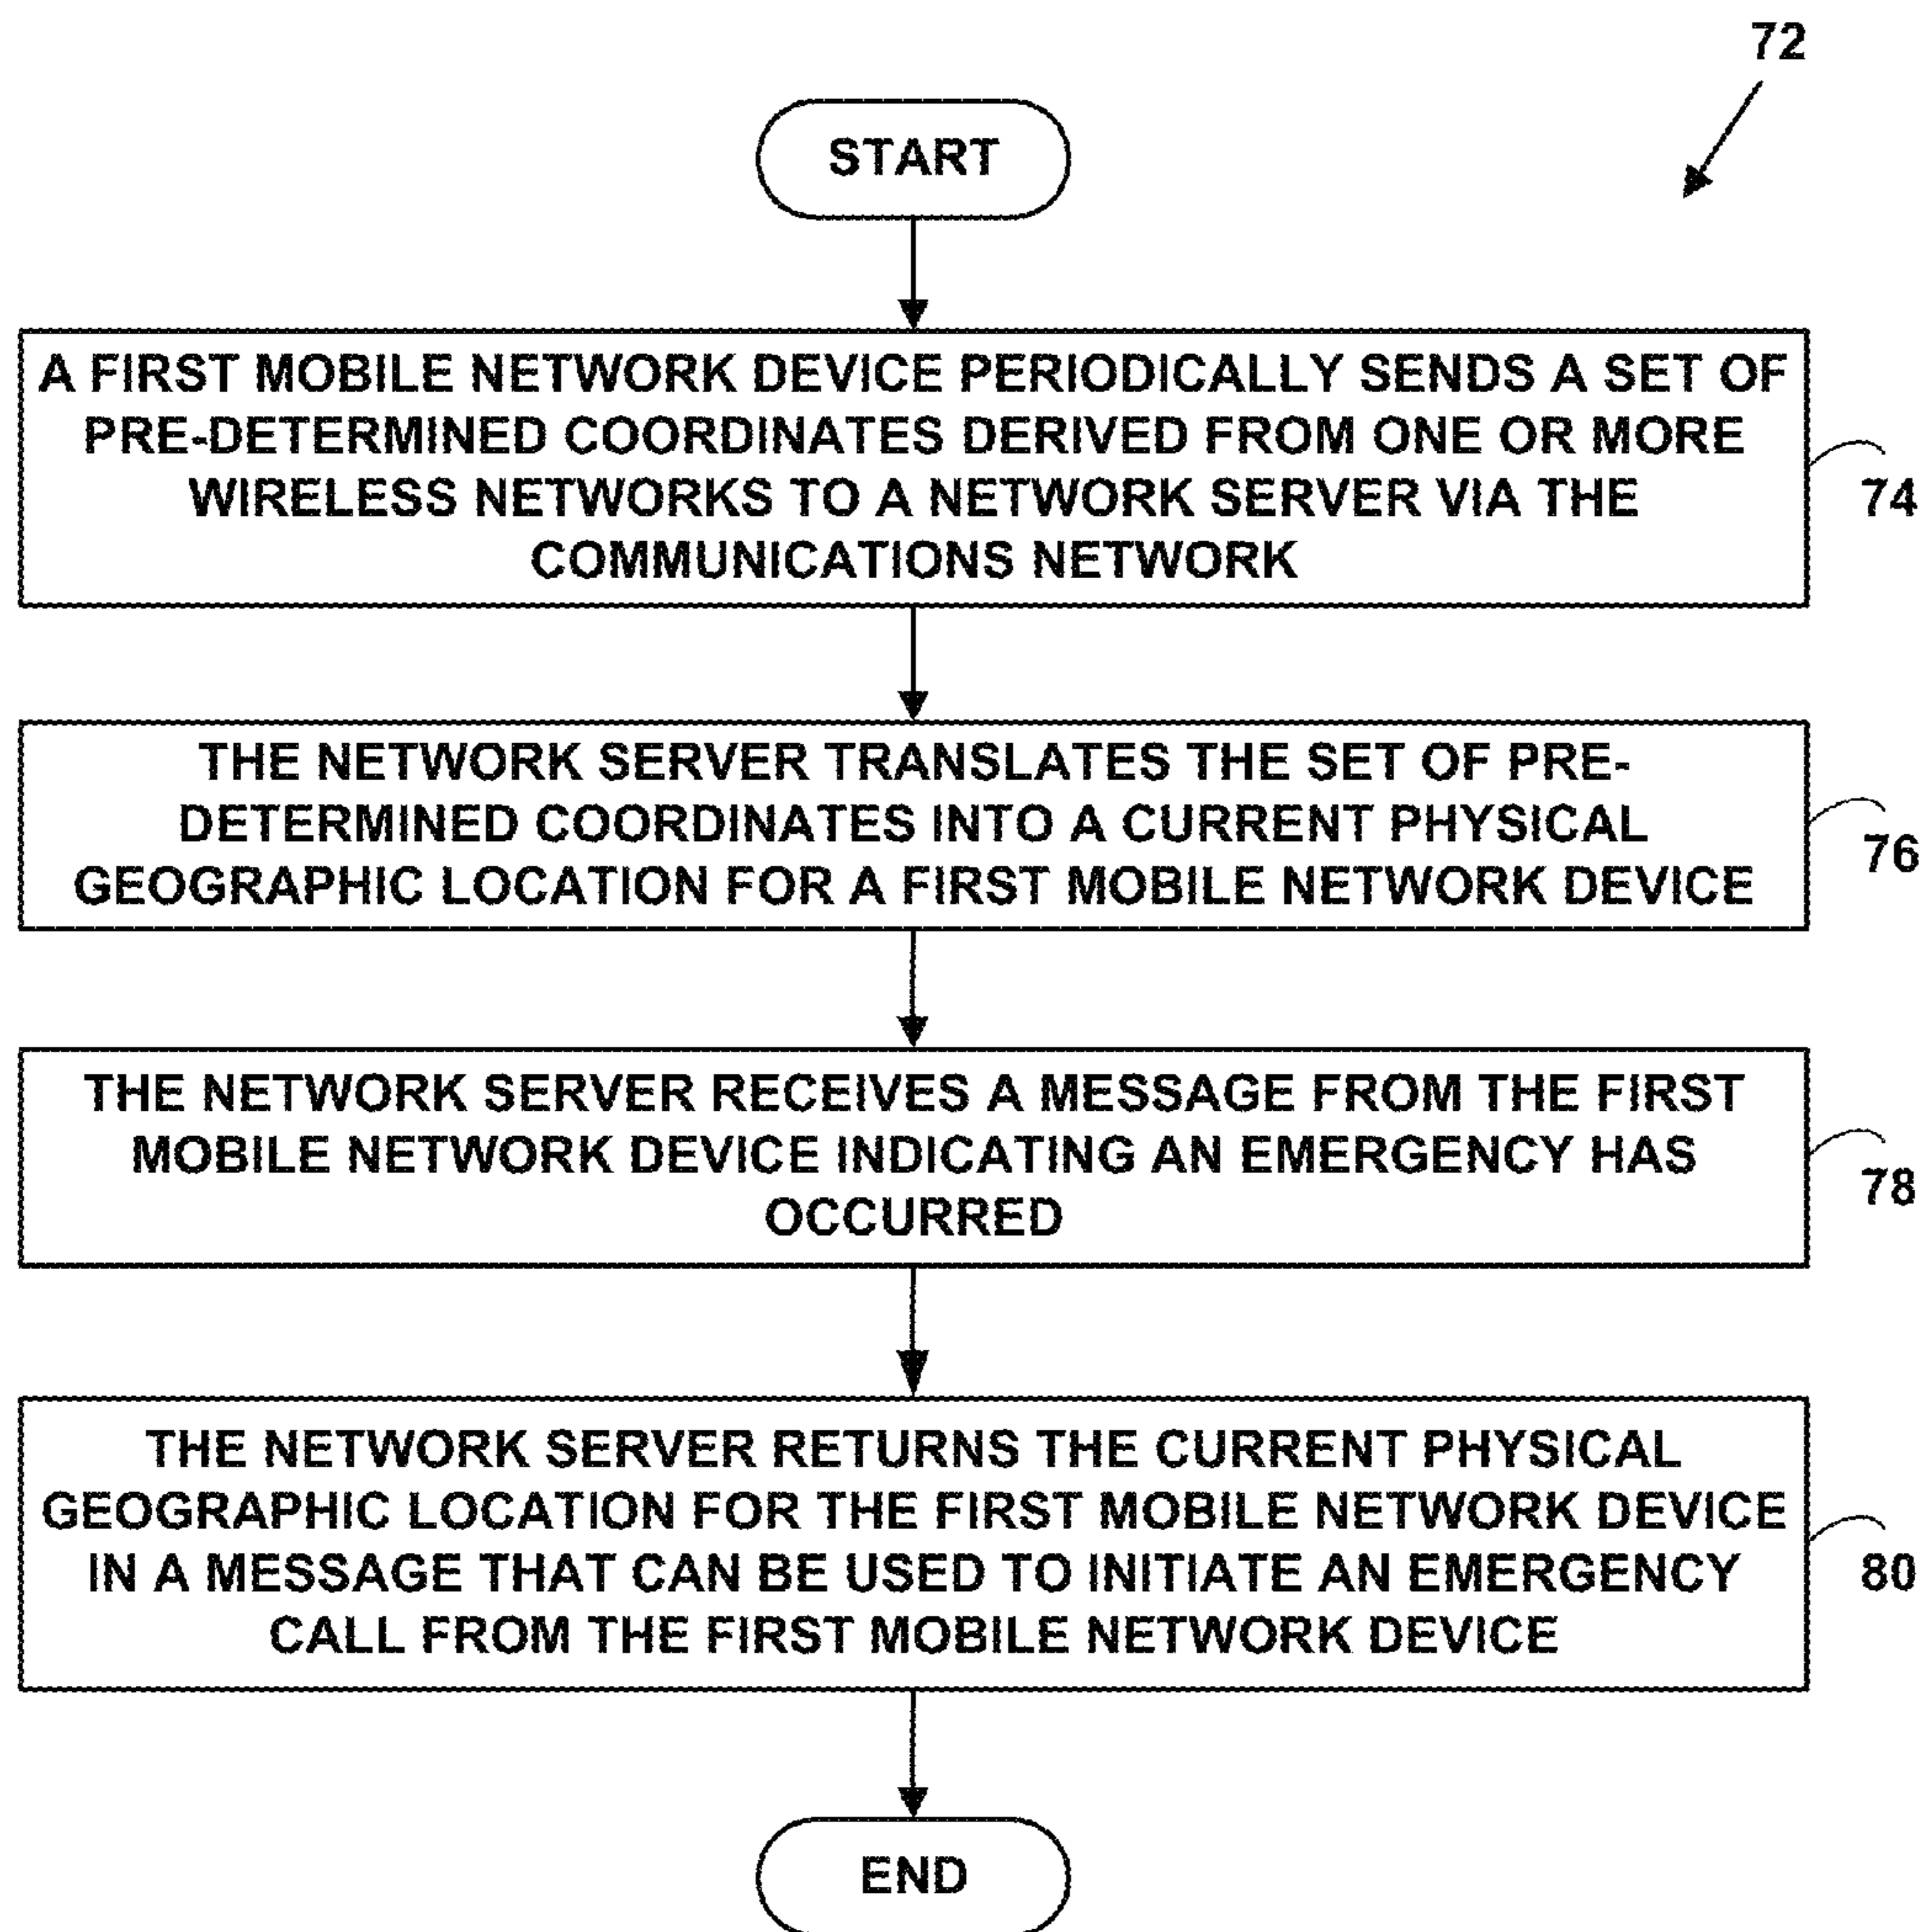 72
START
A FIRST MOBILE NETWORK DEVICE PERIODICALLY SENDS A SET OF
PRE-DETERMINED COORDINATES DERIVED FROM ONE OR MORE
WIRELESS NETWORKS TO A NETWORK SERVER VIA THE
COMMUNICATIONS NETWORK
74
THE NETWORK SERVER TRANSLATES THE SET OF PRE-
DETERMINED COORDINATES INTO A CURRENT PHYSICAL
GEOGRAPHIC LOCATION FOR A FIRST MOBILE NETWORK DEVICE
76
THE NETWORK SERVER RECEIVES A MESSAGE FROM THE FIRST
MOBILE NETWORK DEVICE INDICATING AN EMERGENCY HAS
OCCURRED
78
THE NETWORK SERVER RETURNS THE CURRENT PHYSICAL
GEOGRAPHIC LOCATION FOR THE FIRST MOBILE NETWORK DEVICE
IN A MESSAGE THAT CAN BE USED TO INITIATE AN EMERGENCY
CALL FROM THE FIRST MOBILE NETWORK DEVICE
80
END